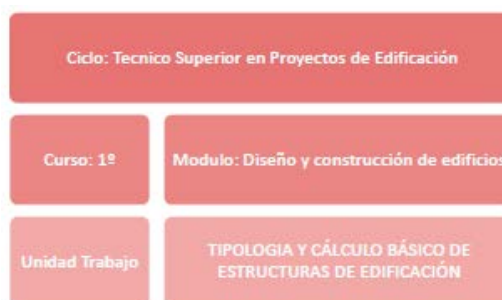 Ciclo: Tecnico Superior en Proyectos de Edificación
Curso: 1º
Modulo: Diseño y construcción de edificios
Unidad Trabajo
TIPOLOGIA Y CÁLCULO BÁSICO DE
ESTRUCTURAS DE EDIFICACIÓN